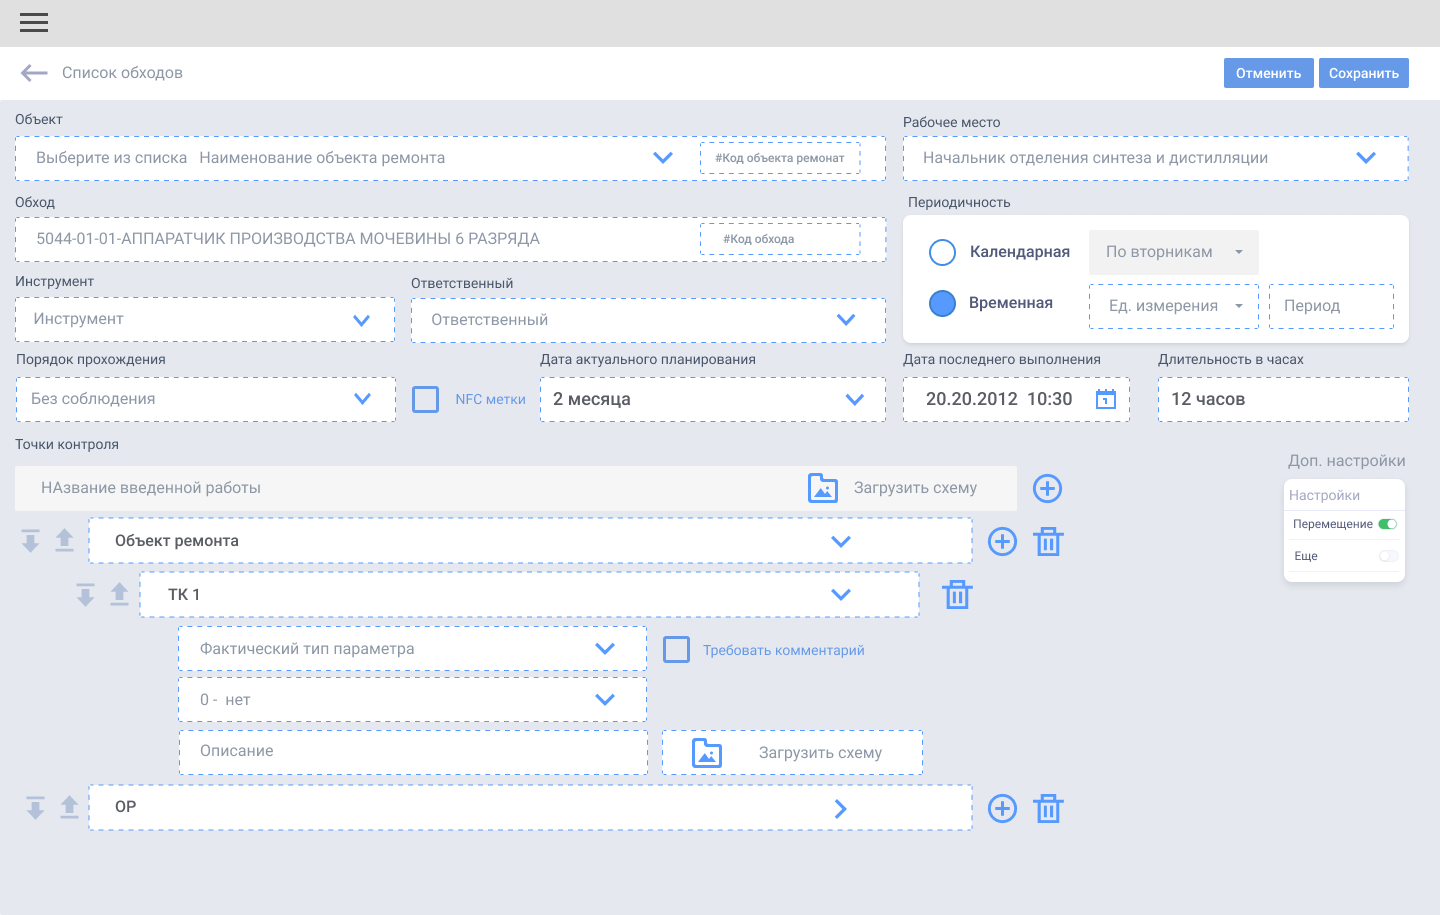 Список обходов
Отменить
Сохранить
Объект
Выберите из списка Наименование объекта ремонта
#Код объекта ремонат
Рабочее место
Начальник отделения синтеза и дистилляции
Обход
5044-01-01-АППАРАТЧИК ПРОИЗВОДСТВА МОЧЕВИНЫ 6 РАЗРЯДА
#Код обхода
Периодичность
Календарная
По вторникам
Временная
Ед. измерения
Период
Инструмент
Инструмент
Ответственный
Ответственный
Порядок прохождения
Без соблюдения
NFC метки
Дата актуального планирования
2 месяца
Дата последнего выполнения
20.20.2012 10:30
Длительность в часах
12 часов
Точки контроля
НАзвание введенной работы
Загрузить схему
Доп. настройки
Настройки
Перемещение
Еще
Объект ремонта
ТК 1
Фактический тип параметра
Требовать комментарий
0 - нет
Описание
Загрузить схему
ОР